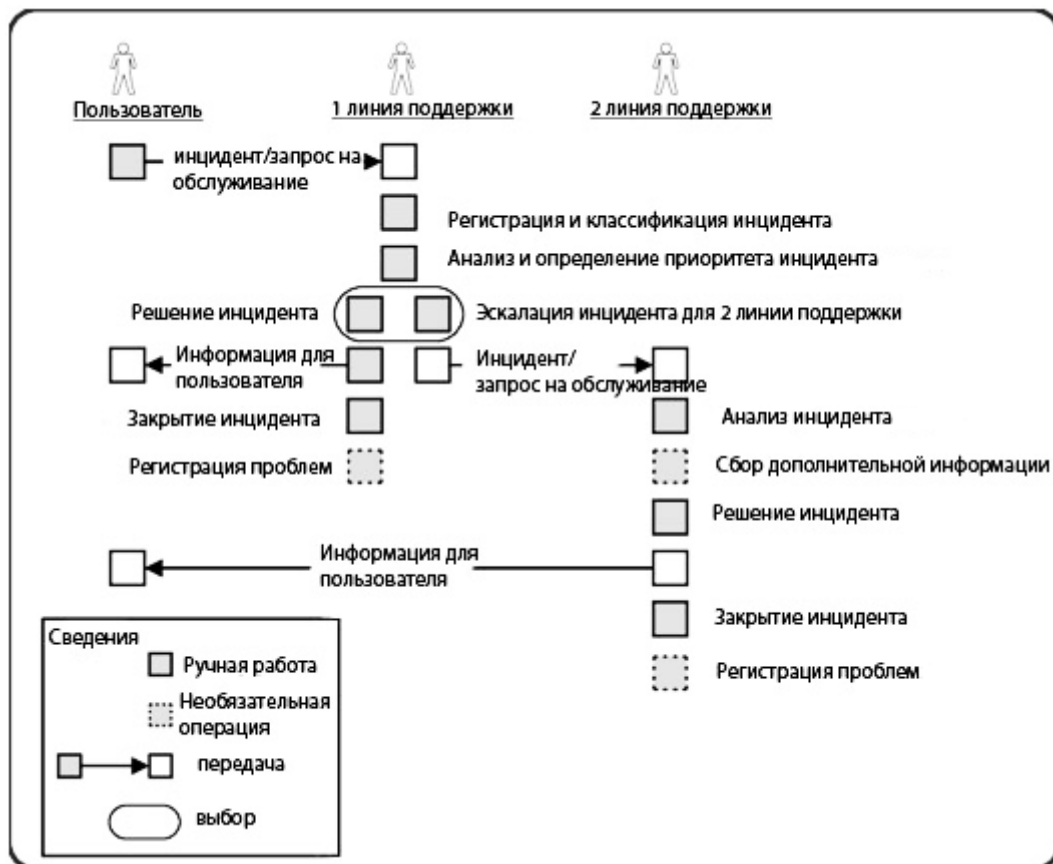 Пользователь
1 линия поддержки
2 линия поддержки
инцидент/запрос на
обслуживание
Регистрация и классификация инцидента
Анализ и определение приоритета инцидента
Решение инцидента
Эскалация инцидента для 2 линии поддержки
Информация для
пользователя
Инцидент/
запрос на обслуживание
Закрытие инцидента
Анализ инцидента
Регистрация проблем
Сбор дополнительной информации
Решение инцидента
Информация для
пользователя
Закрытие инцидента
Регистрация проблем
Сведения
Ручная работа
Необязательная
операция
передача
выбор